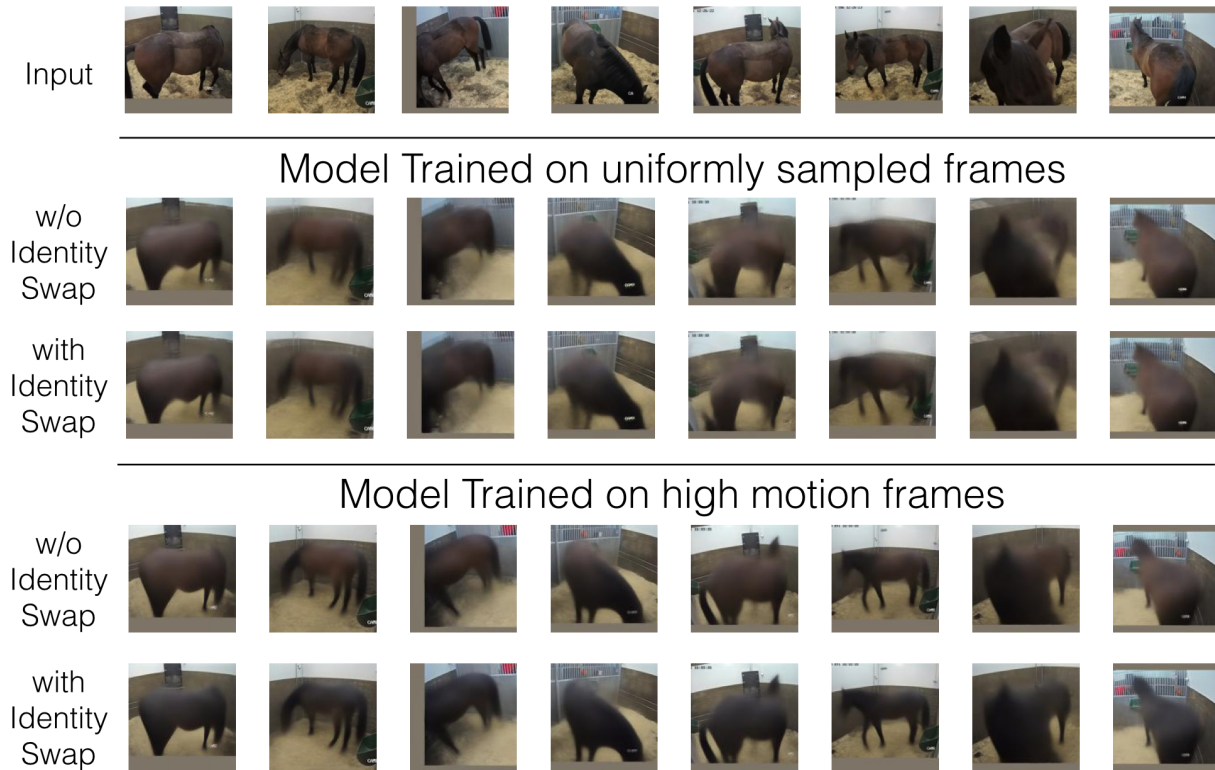 Input
Model Trained on uniformly sampled frames
w/o
Identity
Swap
with
Identity
Swap
Model Trained on high motion frames
w/o
Identity
Swap
with
Identity
Swap